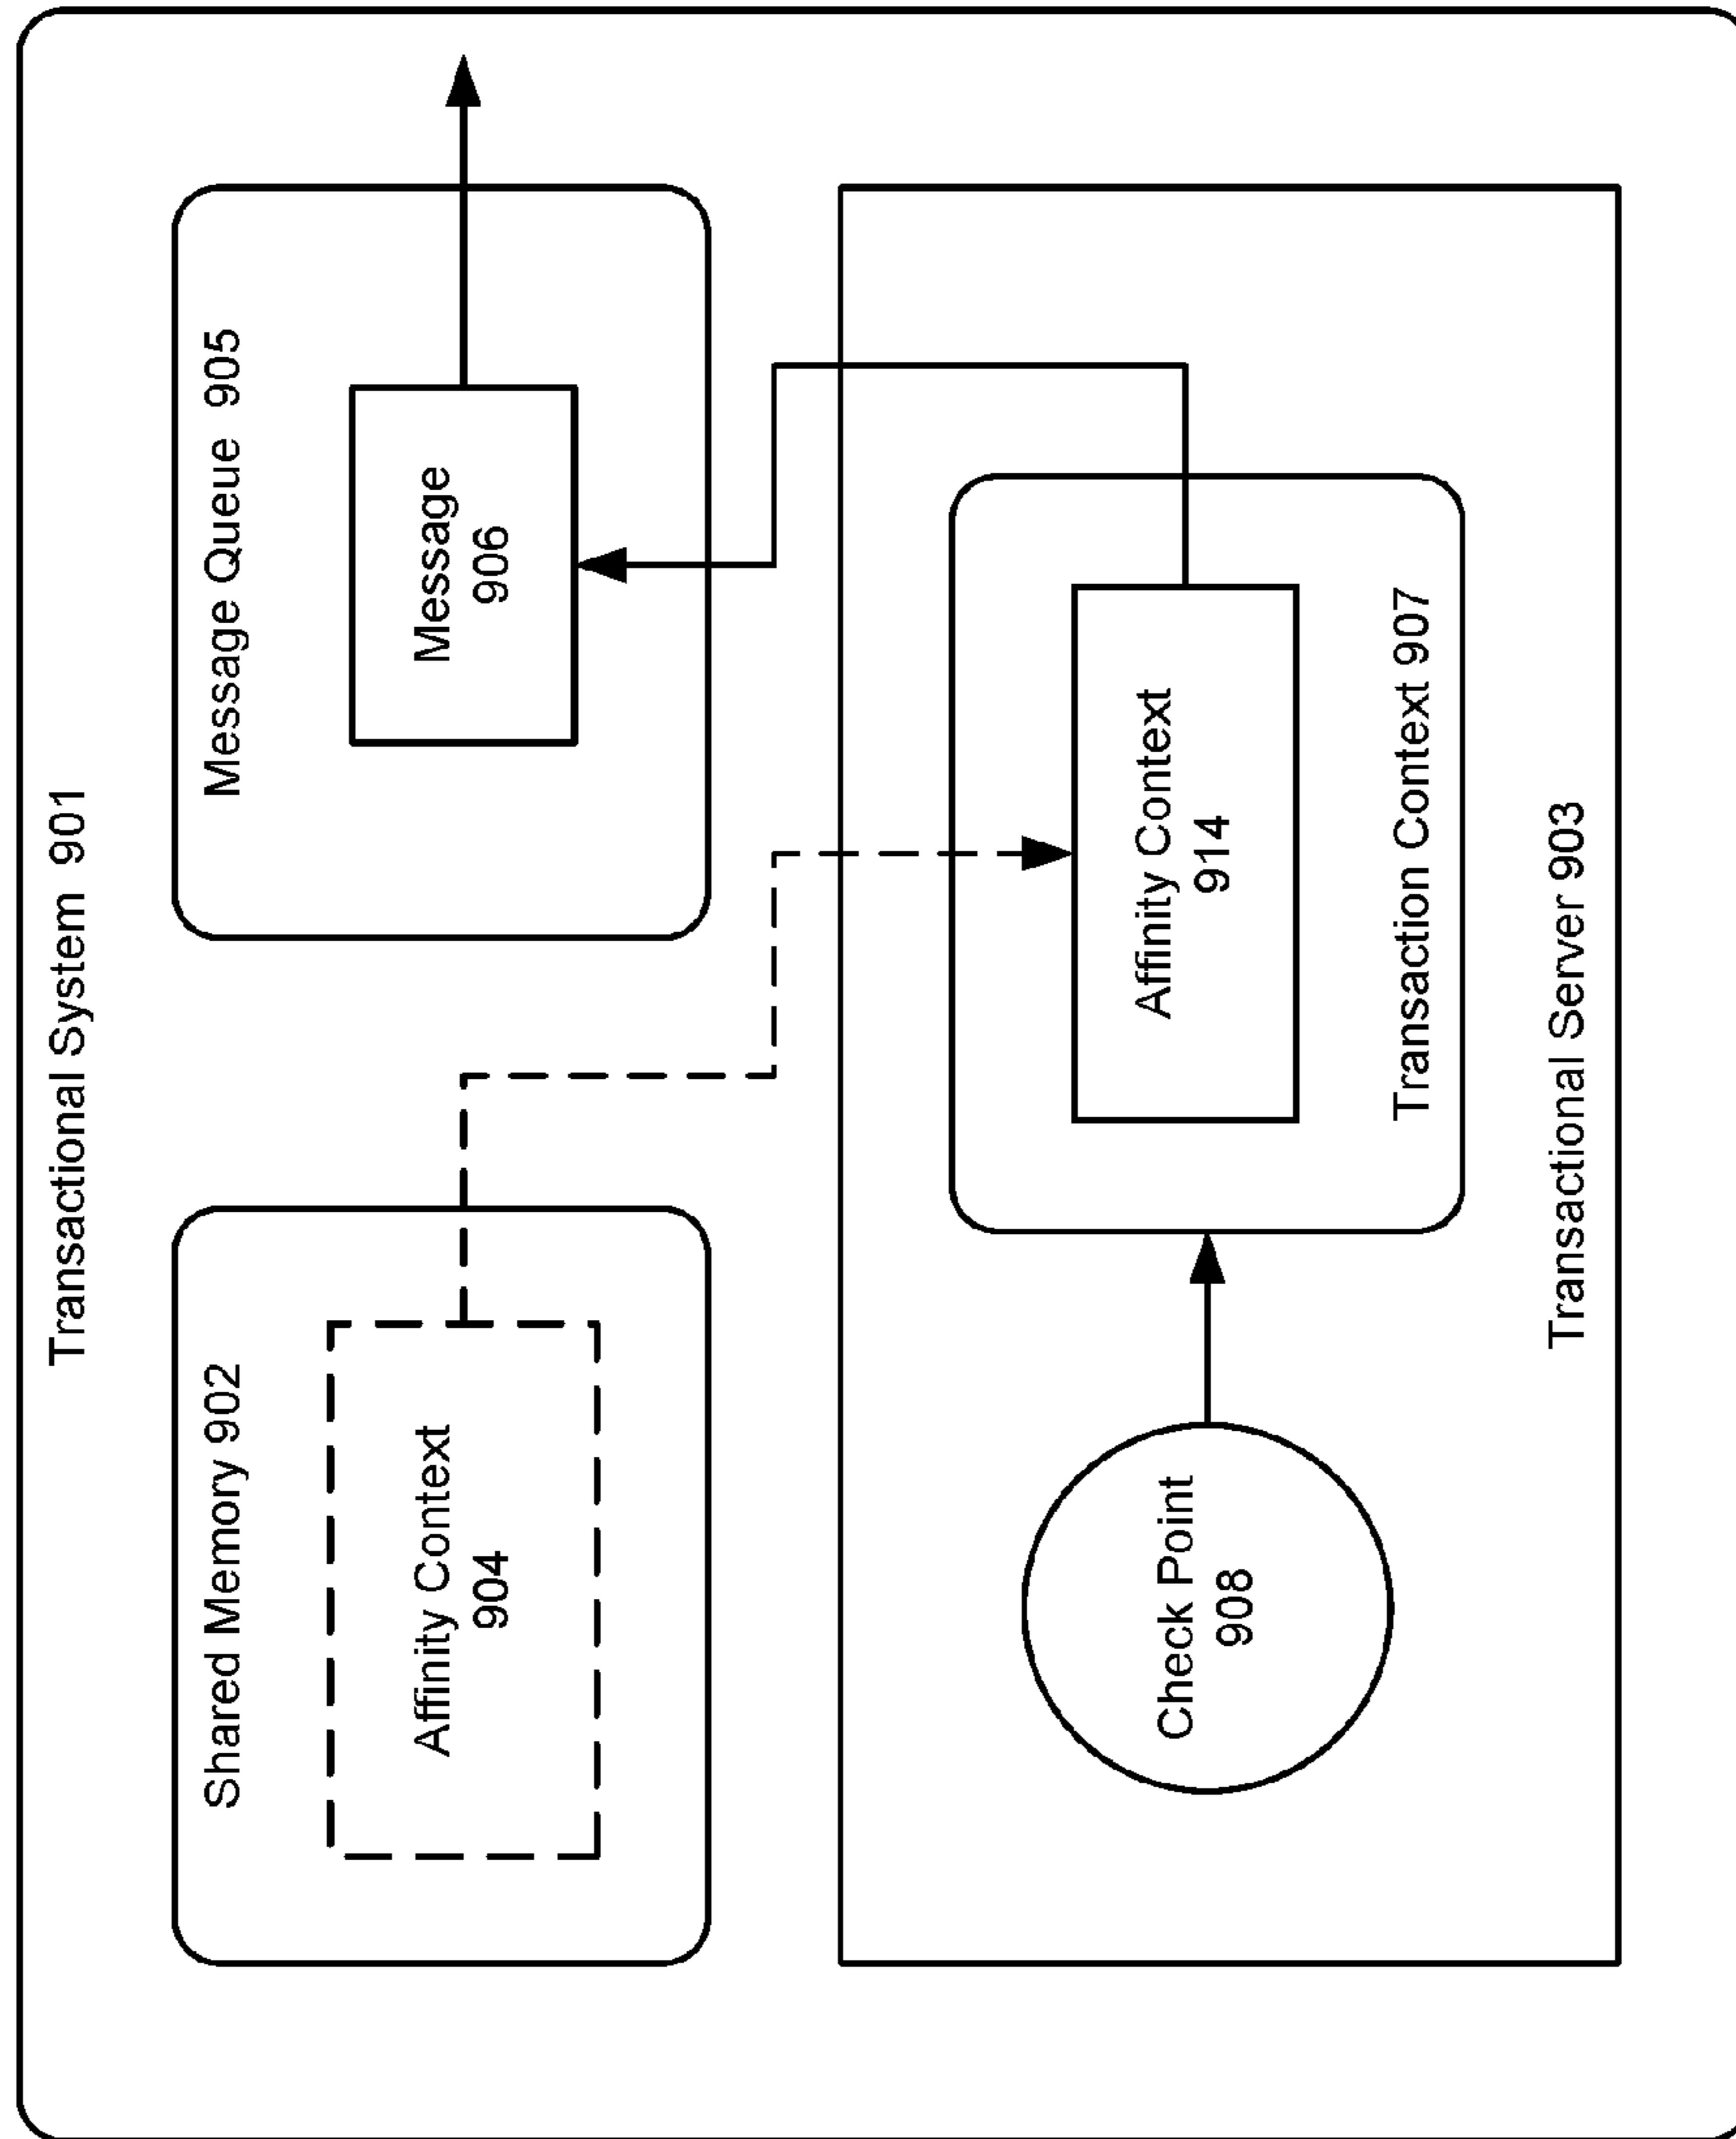 Transactional System 901
Shared Memory 902
Affinity Context
904
Message Queue 905
Message
906
Check Point
908
Affinity Context
914
Transaction Context 907
Transactional Server 903